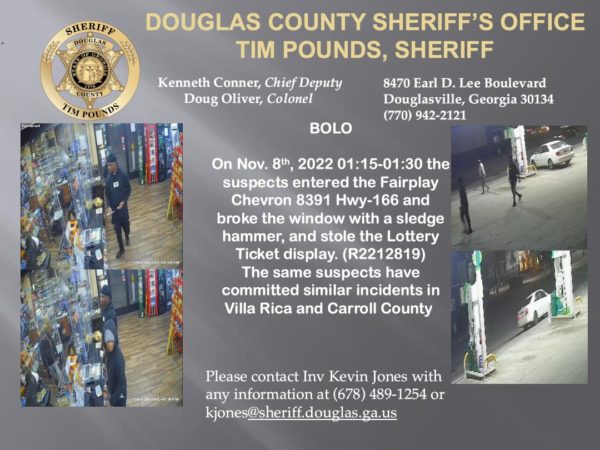 DOUGLAS COUNTY SHERIFF'S OFFICE
TIM POUNDS, SHERIFF
SHERIFF
DOUGLAS
COUNTY
TIM POUNDS
Kenneth Conner, Chief Deputy
Doug Oliver, Colonel
8470 Earl D. Lee Boulevard
Douglasville, Georgia 30134
(770) 942-2121
BOLO
On Nov. 8th, 2022 01:15-01:30 the
suspects entered the Fairplay
Chevron 8391 Hwy-166 and
broke the window with a sledge
hammer, and stole the Lottery
Ticket display. (R2212819)
The same suspects have
committed similar incidents in
Villa Rica and Carroll County
Please contact Inv Kevin Jones with
any information at (678) 489-1254 or
kjones@sheriff.douglas.ga.us